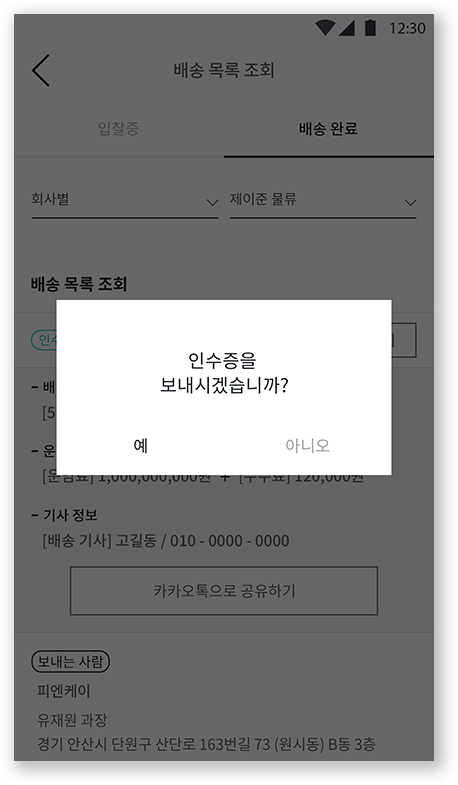 12:30
배송 목록 조회
입찰중 배송 완료
회사별 제이준 물류
배송 목록 조회
인수증을
보내시겠습니까?
예 아니오
[운임료] 1,000,000,000원 + [수수료] 120,000원
- 기사 정보
[배송 기사] 고길동 / 010 - 0000 - 0000
카카오톡으로 공유하기
보내는 사람
피엔케이
유재원 과장
경기 안산시 단원구 산단로 163번길 73 (원시동) B동 3층